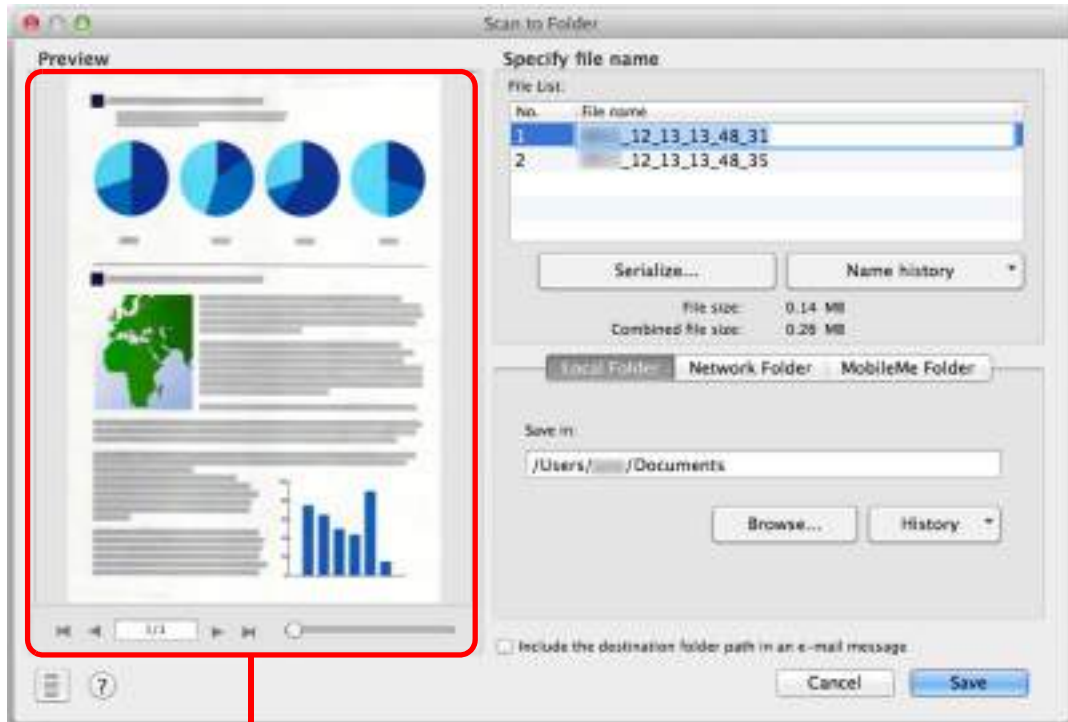 Scan to Folder
Preview
Specify file name
File List:
No. File name
1 _12_13_13_48_31
2 _12_13_13_48_35
Serialize... Name history
File size: 0.14 MB
Combined file size: 0.26 MB
Local Folder Network Folder MobileMe Folder
Save in:
/Users/ /Documents
Browse... History
1/1
Include the destination folder path in an e-mail message
? Cancel Save